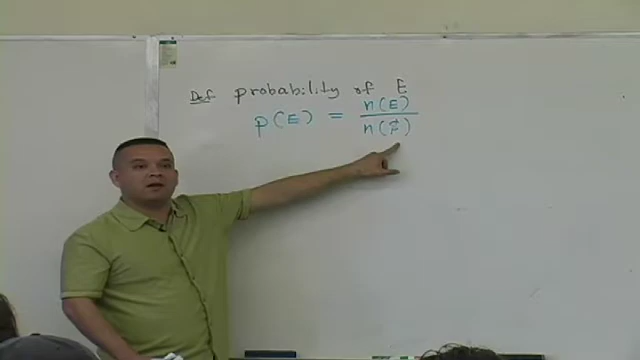 Def probability of E
p(E) = n(E)/n($)